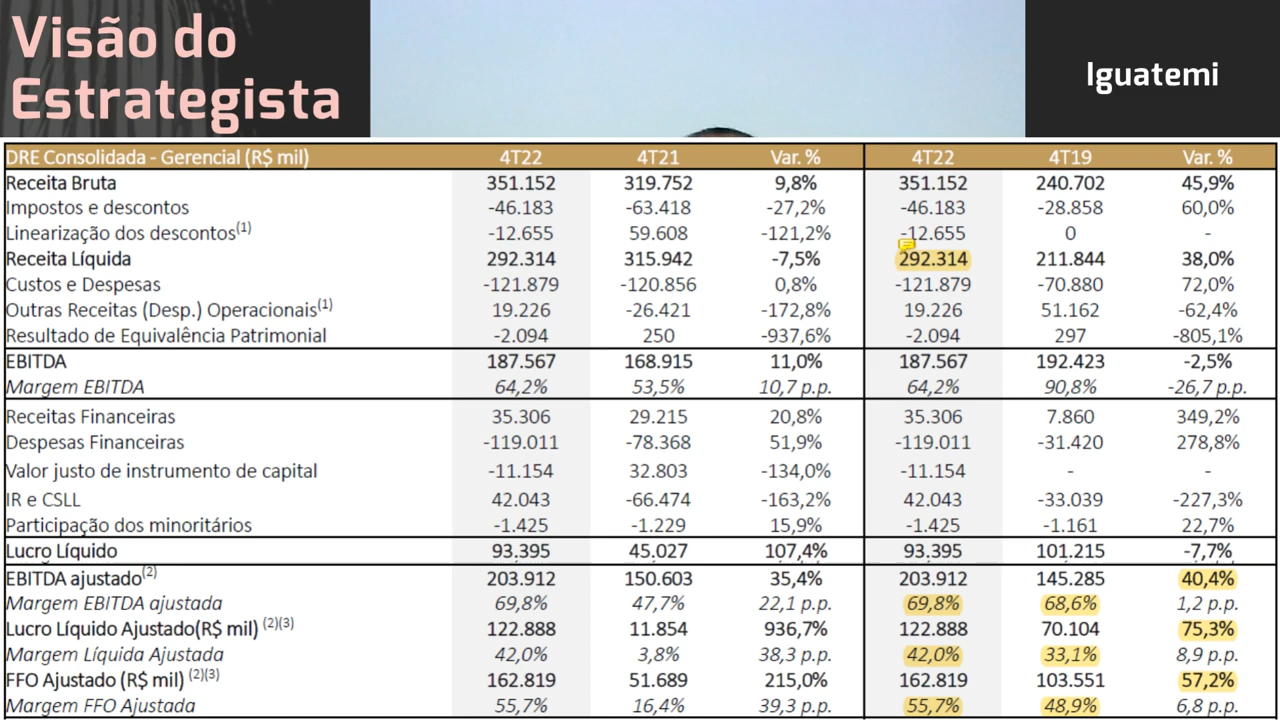 Visão do
Estrategista
Iguatemi
DRE Consolidada - Gerencial (R$ mil) 4T22 4T21 Var. % 4T22 4T19 Var. %
Receita Bruta 351.152 319.752 9,8% 351.152 240.702 45,9%
Impostos e descontos -46.183 -63.418 -27,2% -46.183 -28.858 60,0%
Linearização dos descontos(1) -12.655 59.608 -121,2% -12.655 0 -
Receita Líquida 292.314 315.942 -7,5% 292.314 211.844 38,0%
Custos e Despesas -121.879 -120.856 0,8% -121.879 -70.880 72,0%
Outras Receitas (Desp.) Operacionais(1) 19.226 -26.421 -172,8% 19.226 51.162 -62,4%
Resultado de Equivalência Patrimonial -2.094 250 -937,6% -2.094 297 -805,1%
EBITDA 187.567 168.915 11,0% 187.567 192.423 -2,5%
Margem EBITDA 64,2% 53,5% 10,7 p.p. 64,2% 90,8% -26,7 p.p.
Receitas Financeiras 35.306 29.215 20,8% 35.306 7.860 349,2%
Despesas Financeiras -119.011 -78.368 51,9% -119.011 -31.420 278,8%
Valor justo de instrumento de capital -11.154 32.803 -134,0% -11.154 - -
IR e CSLL 42.043 -66.474 -163,2% 42.043 -33.039 -227,3%
Participação dos minoritários -1.425 -1.229 15,9% -1.425 -1.161 22,7%
Lucro Líquido 93.395 45.027 107,4% 93.395 101.215 -7,7%
EBITDA ajustado(2) 203.912 150.603 35,4% 203.912 145.285 40,4%
Margem EBITDA ajustada 69,8% 47,7% 22,1 p.p. 69,8% 68,6% 1,2 p.p.
Lucro Líquido Ajustado(R$ mil) (2)(3) 122.888 11.854 936,7% 122.888 70.104 75,3%
Margem Líquida Ajustada 42,0% 3,8% 38,3 p.p. 42,0% 33,1% 8,9 p.p.
FFO Ajustado (R$ mil) (2)(3) 162.819 51.689 215,0% 162.819 103.551 57,2%
Margem FFO Ajustada 55,7% 16,4% 39,3 p.p. 55,7% 48,9% 6,8 p.p.